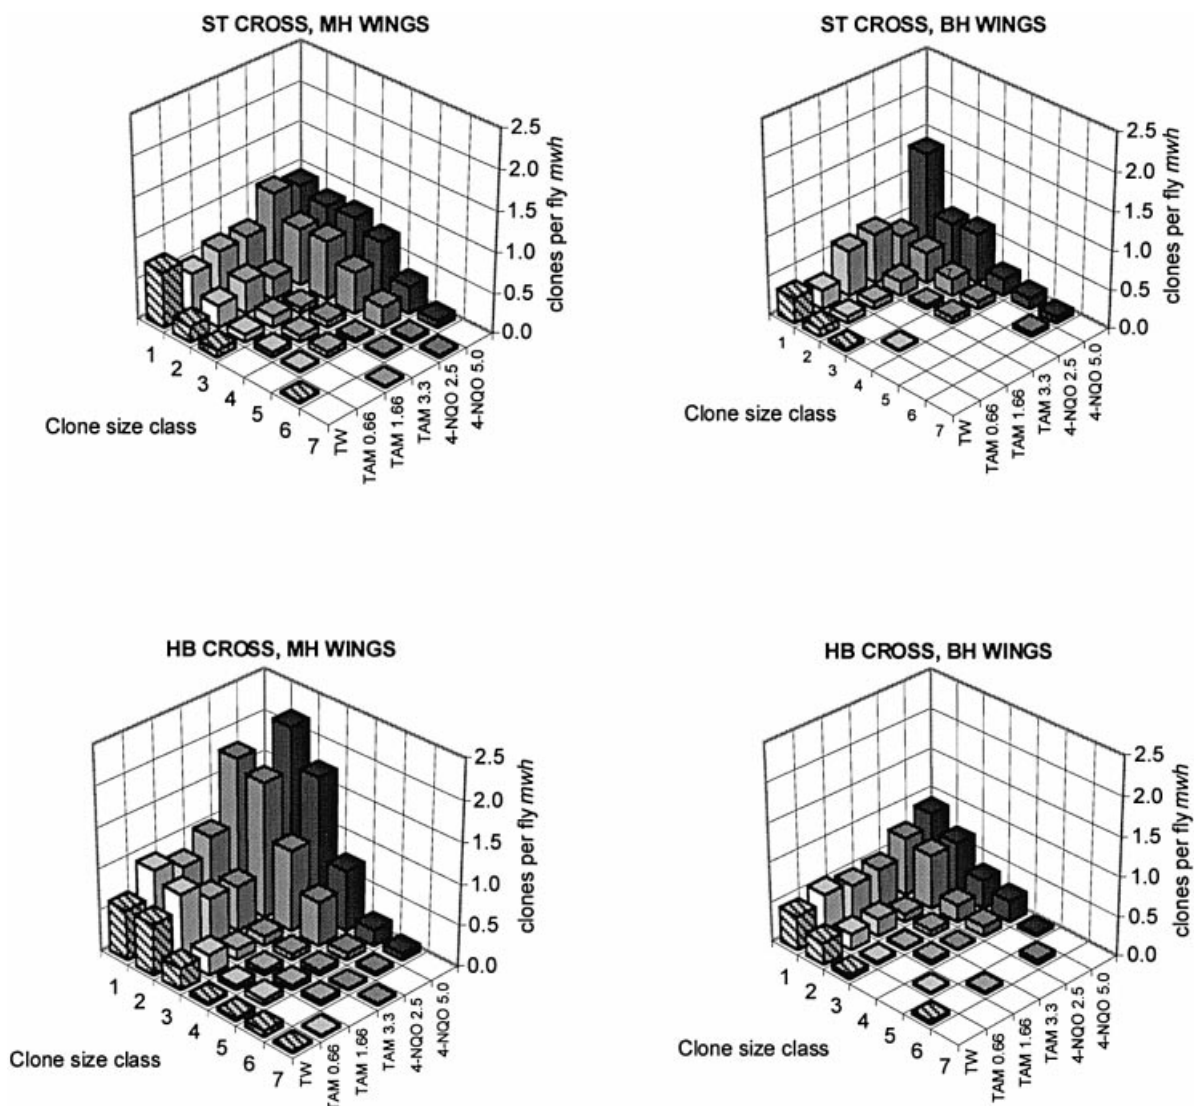 ST CROSS, MH WINGS
2.5
2.0
1.5
1.0
0.5
0.0
clones per fly mwh
1
2
3
4
5
6
7
Clone size class
TW
TAM 0.66
TAM 1.66
TAM 3.3
4-NQO 2.5
4-NQO 5.0
ST CROSS, BH WINGS
2.5
2.0
1.5
1.0
0.5
0.0
clones per fly mwh
1
2
3
4
5
6
7
Clone size class
TW
TAM 0.66
TAM 1.66
TAM 3.3
4-NQO 2.5
4-NQO 5.0
HB CROSS, MH WINGS
2.5
2.0
1.5
1.0
0.5
0.0
clones per fly mwh
1
2
3
4
5
6
7
Clone size class
TW
TAM 0.66
TAM 1.66
TAM 3.3
4-NQO 2.5
4-NQO 5.0
HB CROSS, BH WINGS
2.5
2.0
1.5
1.0
0.5
0.0
clones per fly mwh
1
2
3
4
5
6
7
Clone size class
TW
TAM 0.66
TAM 1.66
TAM 3.3
4-NQO 2.5
4-NQO 5.0